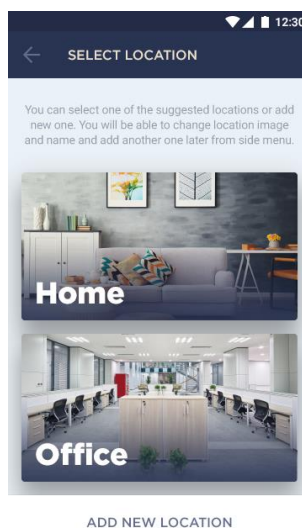 12:30
SELECT LOCATION
You can select one of the suggested locations or add
new one. You will be able to change location image
and name and add another one later from side menu.
Home
Office
ADD NEW LOCATION